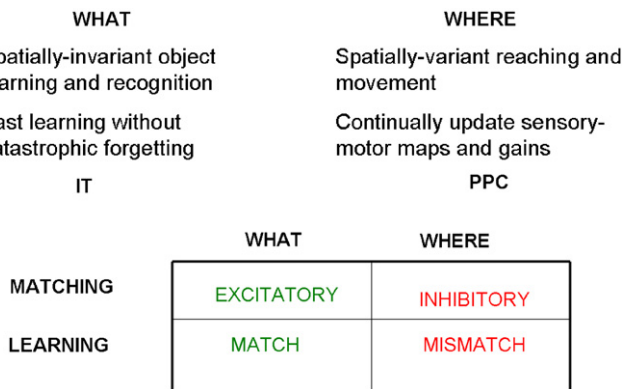 WHAT
WHERE
patially-invariant object
arning and recognition
Spatially-variant reaching and
movement
ast learning without
atastrophic forgetting
Continually update sensory-
motor maps and gains
IT
PPC
WHAT
WHERE
MATCHING
EXCITATORY
INHIBITORY
LEARNING
MATCH
MISMATCH